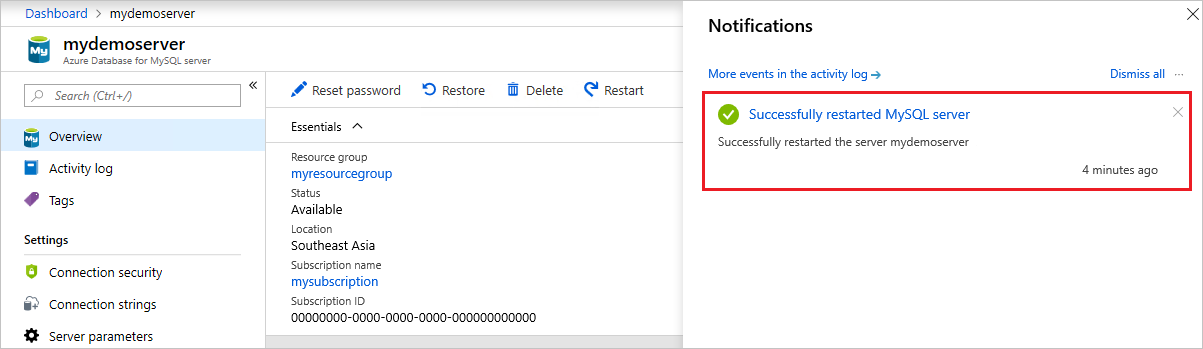 Dashboard > mydemoserver
mydemoserver
Azure Database for MySQL server
Search (Ctrl+/)
Overview
Activity log
Tags
Settings
Connection security
Connection strings
Server parameters
Reset password Restore Delete Restart
Essentials
Resource group
myresourcegroup
Status
Available
Location
Southeast Asia
Subscription name
mysubscription
Subscription ID
00000000-0000-0000-0000-000000000000
Notifications
More events in the activity log → Dismiss all ...
Successfully restarted MySQL server
Successfully restarted the server mydemoserver
4 minutes ago